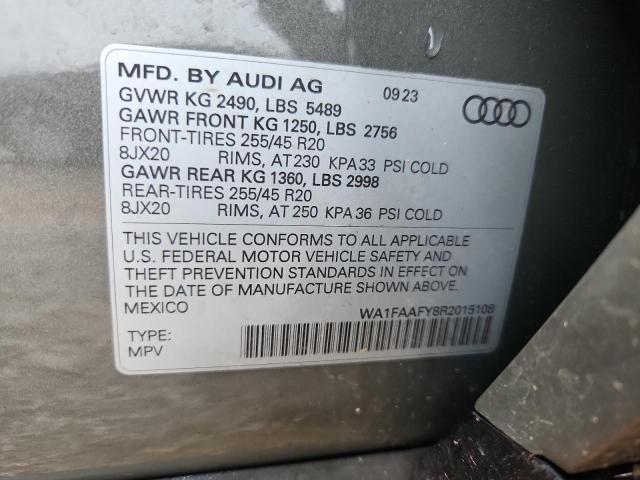 MFD. BY AUDI AG 09 23
GVWR KG 2490, LBS 5489
GAWR FRONT KG 1250, LBS 2756
FRONT-TIRES 255/45 R20
8JX20 RIMS, AT 230 KPA 33 PSI COLD
GAWR REAR KG 1360, LBS 2998
REAR-TIRES 255/45 R20
8JX20 RIMS, AT 250 KPA 36 PSI COLD
THIS VEHICLE CONFORMS TO ALL APPLICABLE
U.S. FEDERAL MOTOR VEHICLE SAFETY AND
THEFT PREVENTION STANDARDS IN EFFECT ON
THE DATE OF MANUFACTURE SHOWN ABOVE.
MEXICO WA1FAAFY8R2015108
TYPE:
MPV